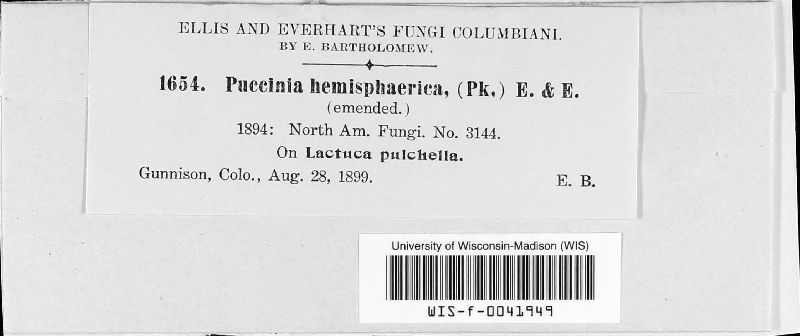 ELLIS AND EVERHART'S FUNGI COLUMBIANI.
BY E. BARTHOLOMEW.
1654. Puccinia hemisphaerica, (Pk,) E. & E.
(emended.)
1894: North Am. Fungi. No. 3144.
On Lactuca pulchella.
Gunnison, Colo., Aug. 28, 1899. E. B.
University of Wisconsin-Madison (WIS)
WIS-f-0041949